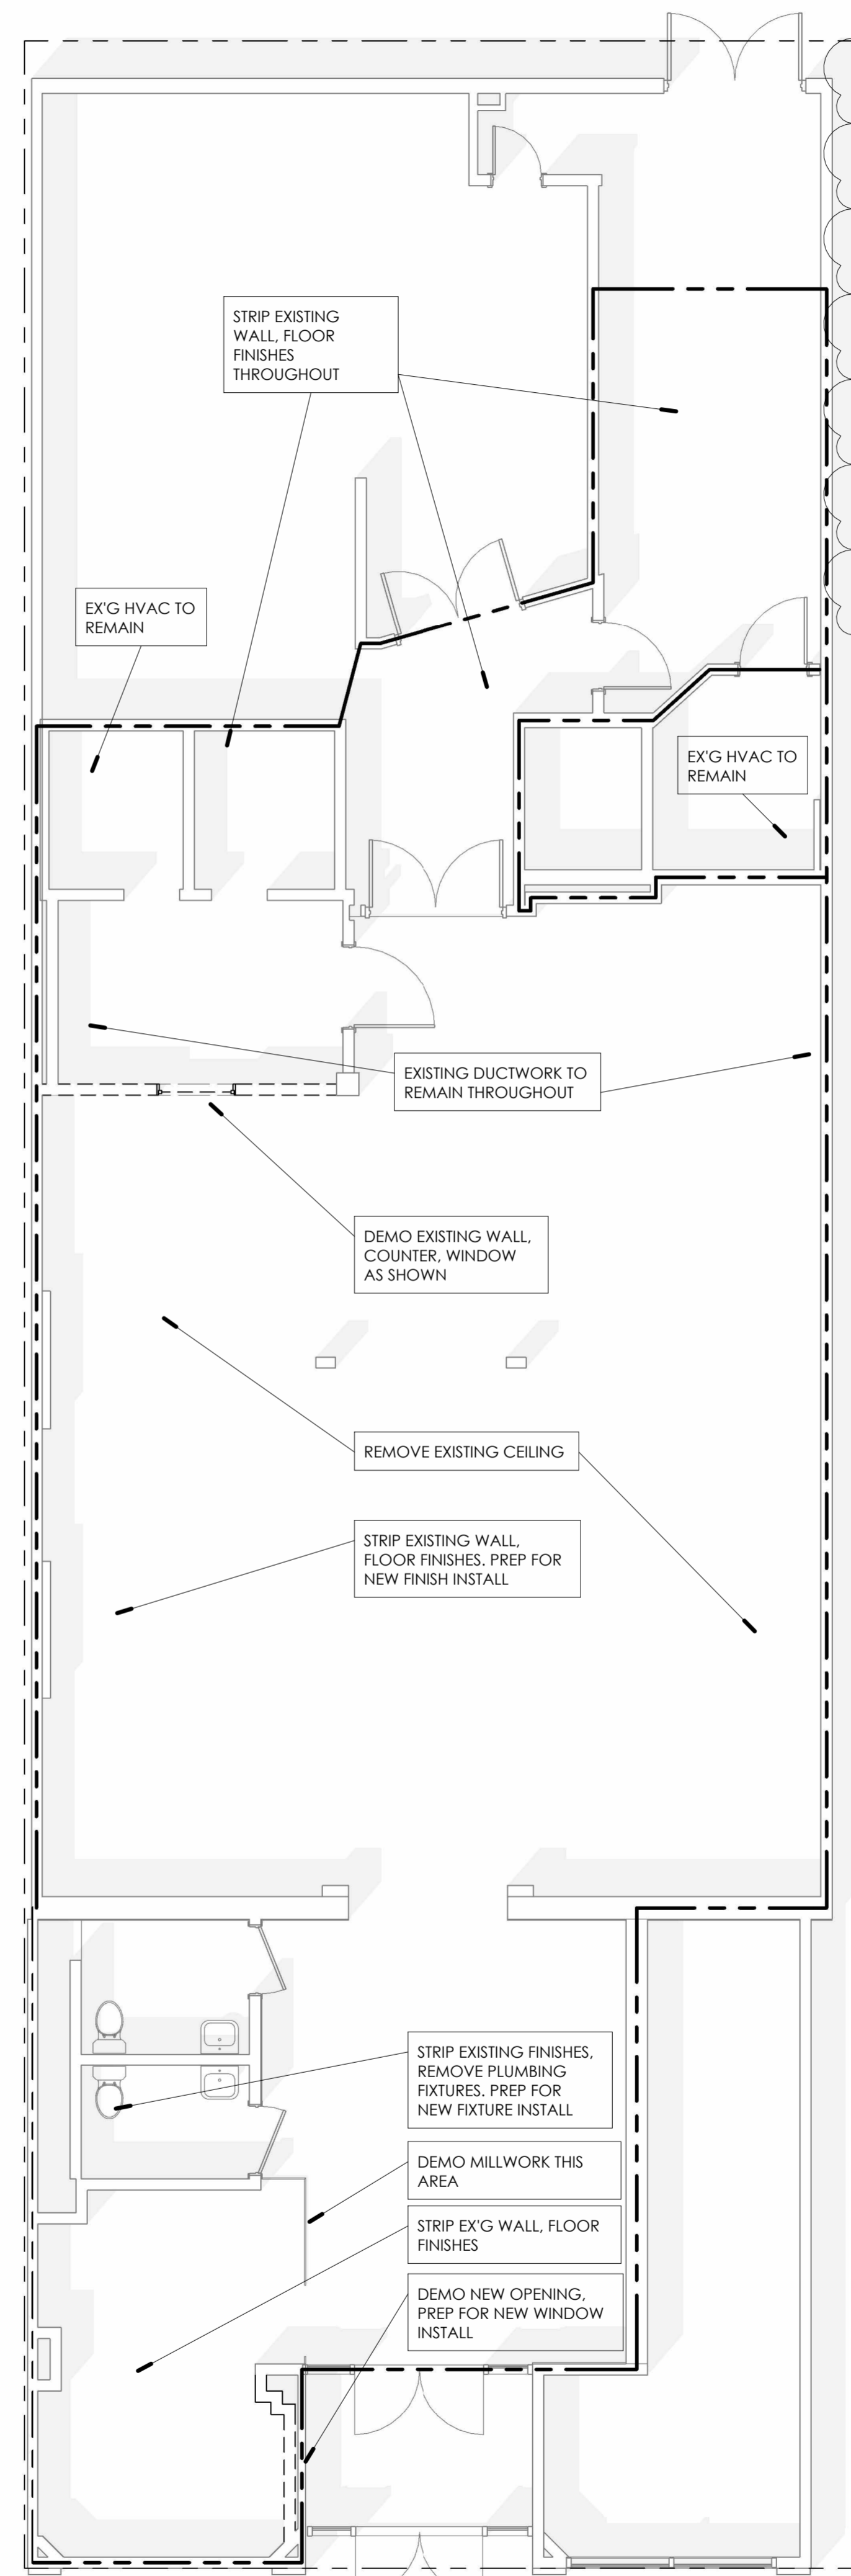 STRIP EXISTING
WALL, FLOOR
FINISHES
THROUGHOUT
EX'G HVAC TO
REMAIN
EX'G HVAC TO
REMAIN
EXISTING DUCTWORK TO
REMAIN THROUGHOUT
DEMO EXISTING WALL,
COUNTER, WINDOW
AS SHOWN
REMOVE EXISTING CEILING
STRIP EXISTING WALL,
FLOOR FINISHES. PREP FOR
NEW FINISH INSTALL
STRIP EXISTING FINISHES,
REMOVE PLUMBING
FIXTURES. PREP FOR
NEW FIXTURE INSTALL
DEMO MILLWORK THIS
AREA
STRIP EX'G WALL, FLOOR
FINISHES
DEMO NEW OPENING,
PREP FOR NEW WINDOW
INSTALL